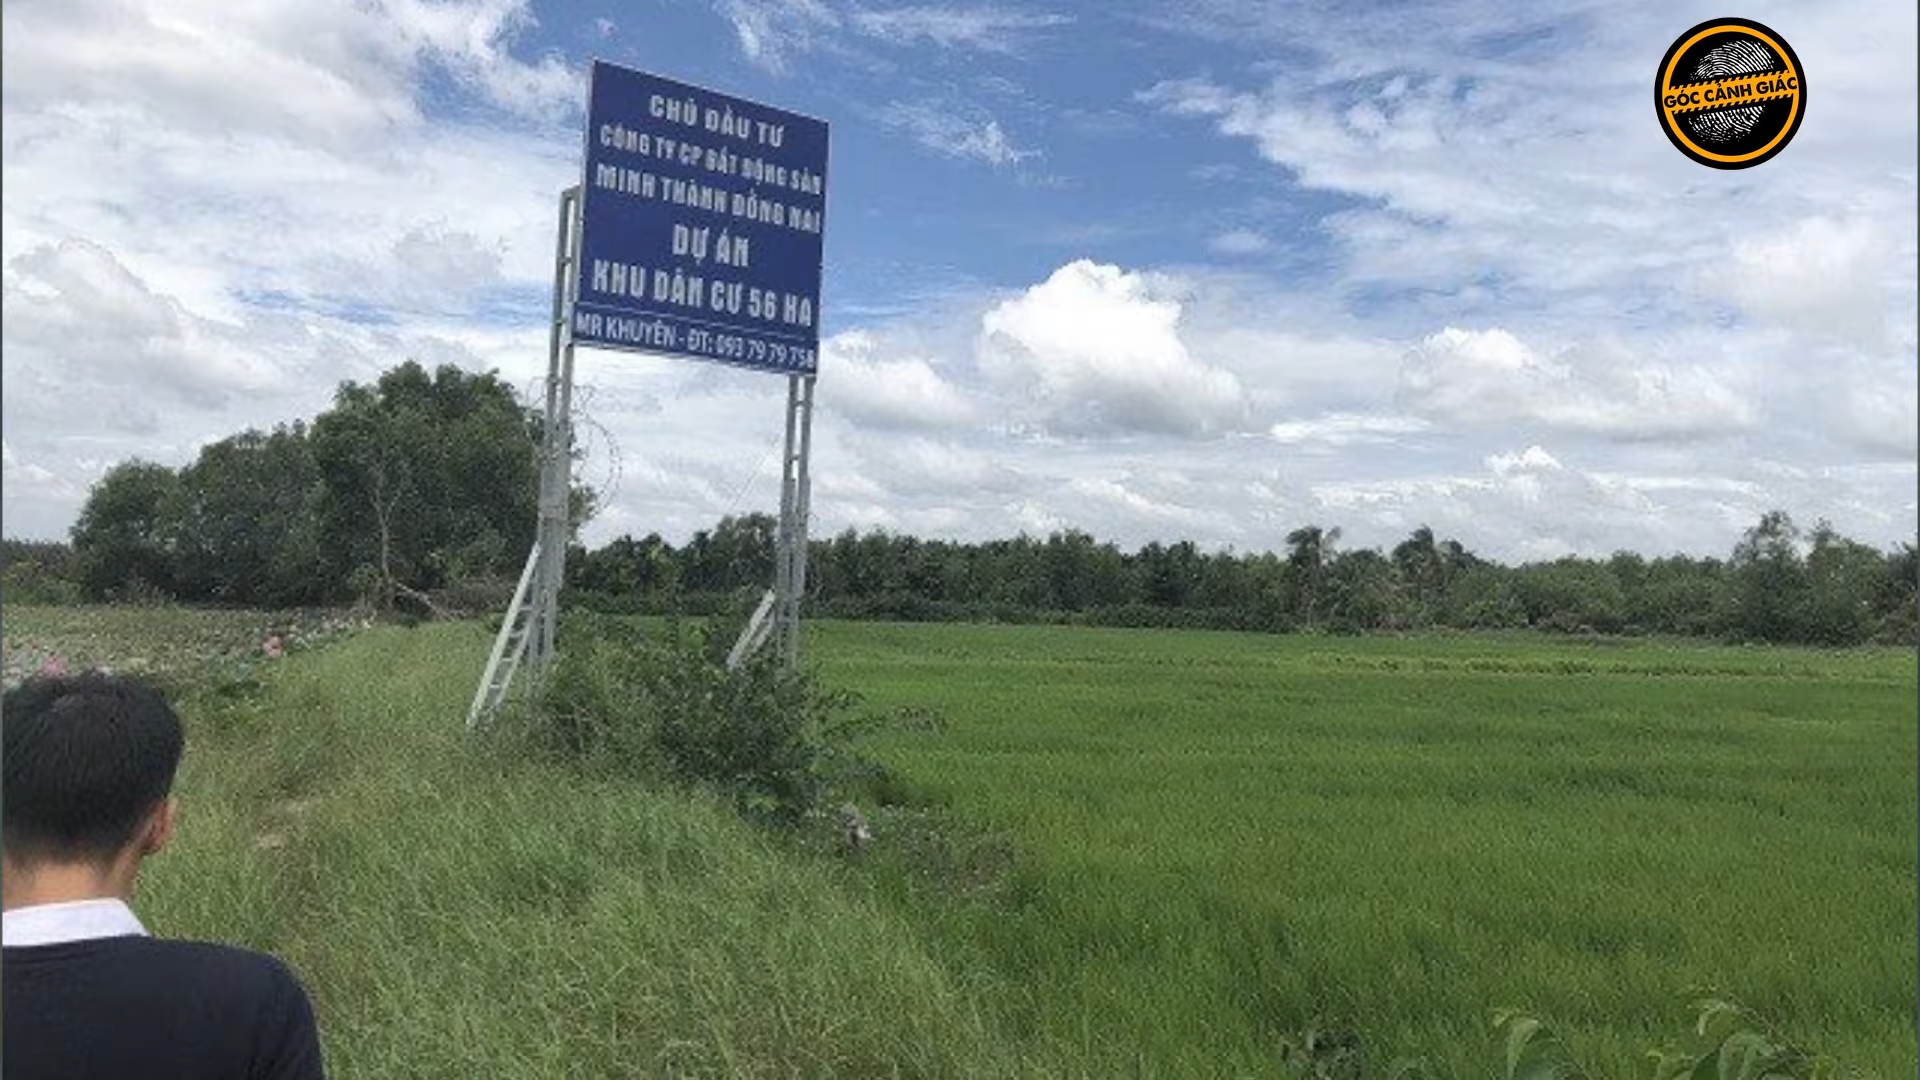 CHỦ ĐẦU TƯ
CÔNG TY CP BẤT ĐỘNG SẢN
MINH THÀNH ĐỒNG NAI
DỰ ÁN
KHU DÂN CƯ 56 HA
MR KHUYẾN - ĐT: 093 79 79 758
GÓC CẢNH GIÁC